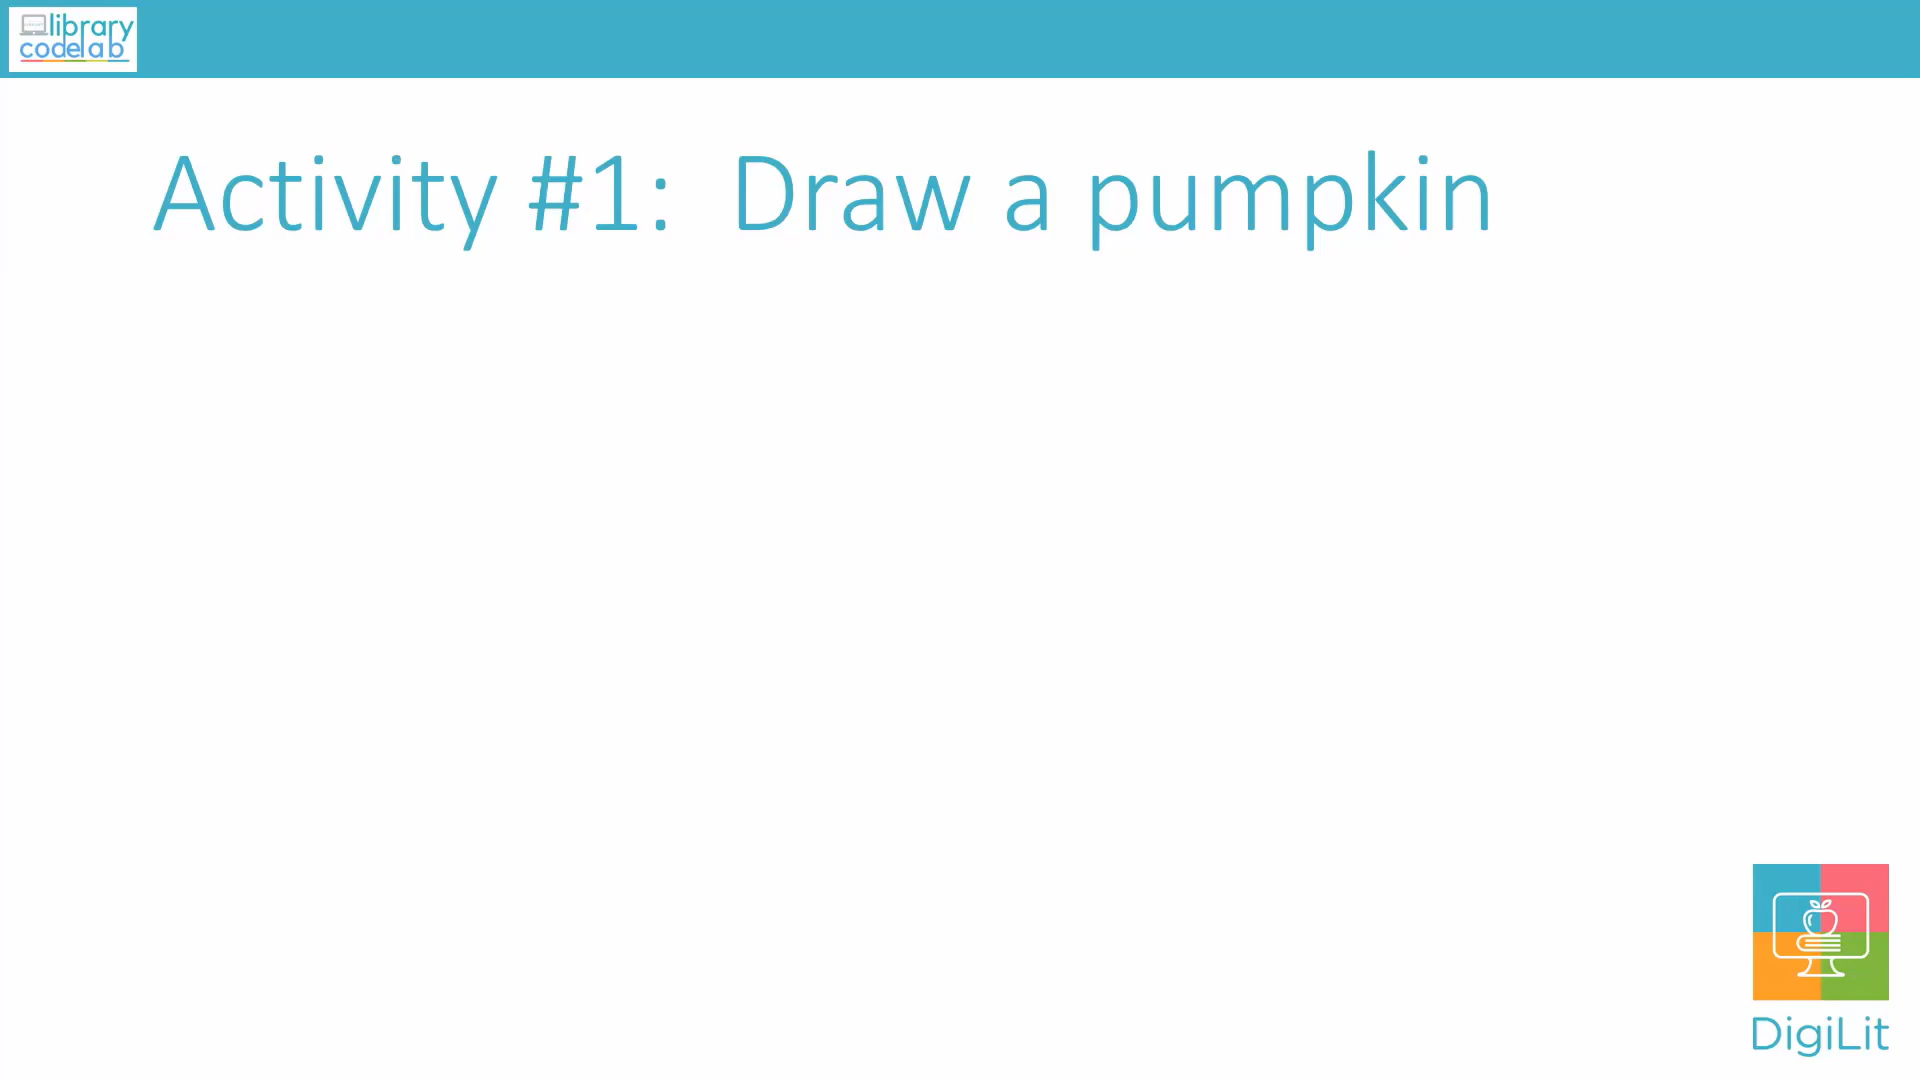 library
codelab
Activity #1: Draw a pumpkin
DigiLit